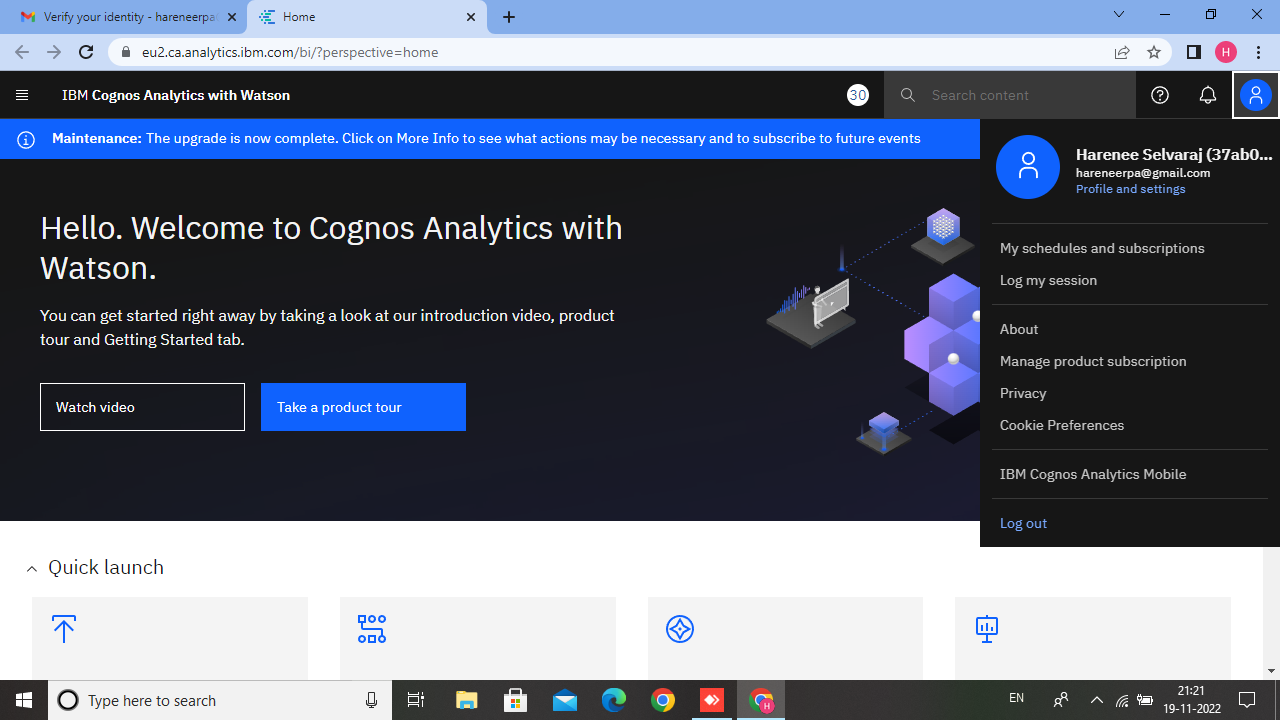 Verify your identity - hareneerpa
Home
eu2.ca.analytics.ibm.com/bi/?perspective=home
H
IBM Cognos Analytics with Watson
30
Search content
Maintenance: The upgrade is now complete. Click on More Info to see what actions may be necessary and to subscribe to future events
Harenee Selvaraj (37ab0...
hareneerpa@gmail.com
Profile and settings
Hello. Welcome to Cognos Analytics with
Watson.
You can get started right away by taking a look at our introduction video, product
tour and Getting Started tab.
Watch video
Take a product tour
My schedules and subscriptions
Log my session
About
Manage product subscription
Privacy
Cookie Preferences
IBM Cognos Analytics Mobile
Log out
Quick launch
Type here to search
H
EN
21:21
19-11-2022